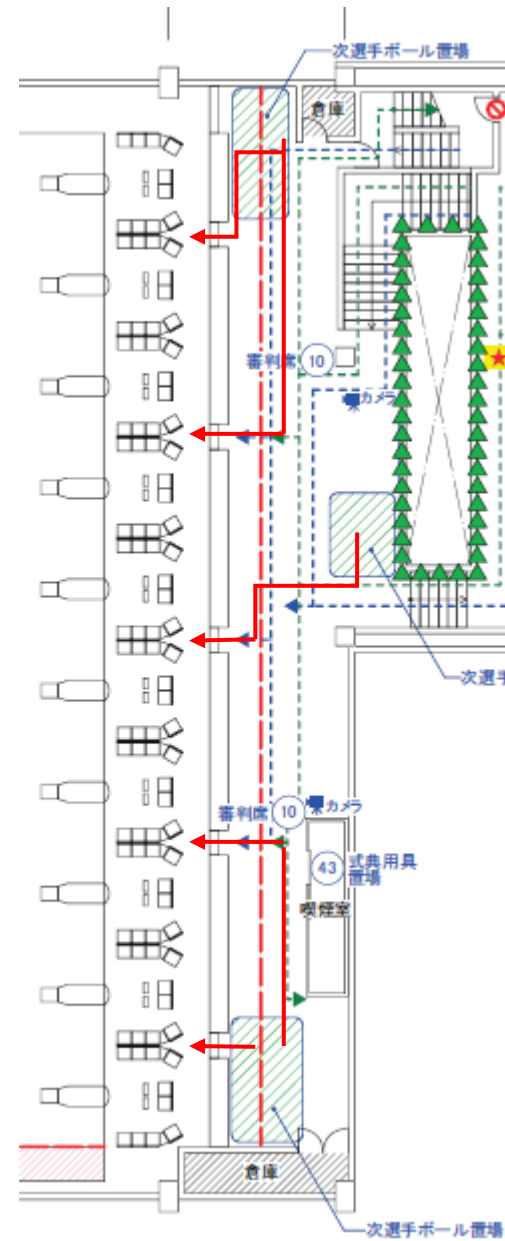 次選手ボール置場
倉庫
審判席 10
カメラ
次選手
カメラ
審判席 10
43 式典用具
置場
喫煙室
倉庫
次選手ボール置場